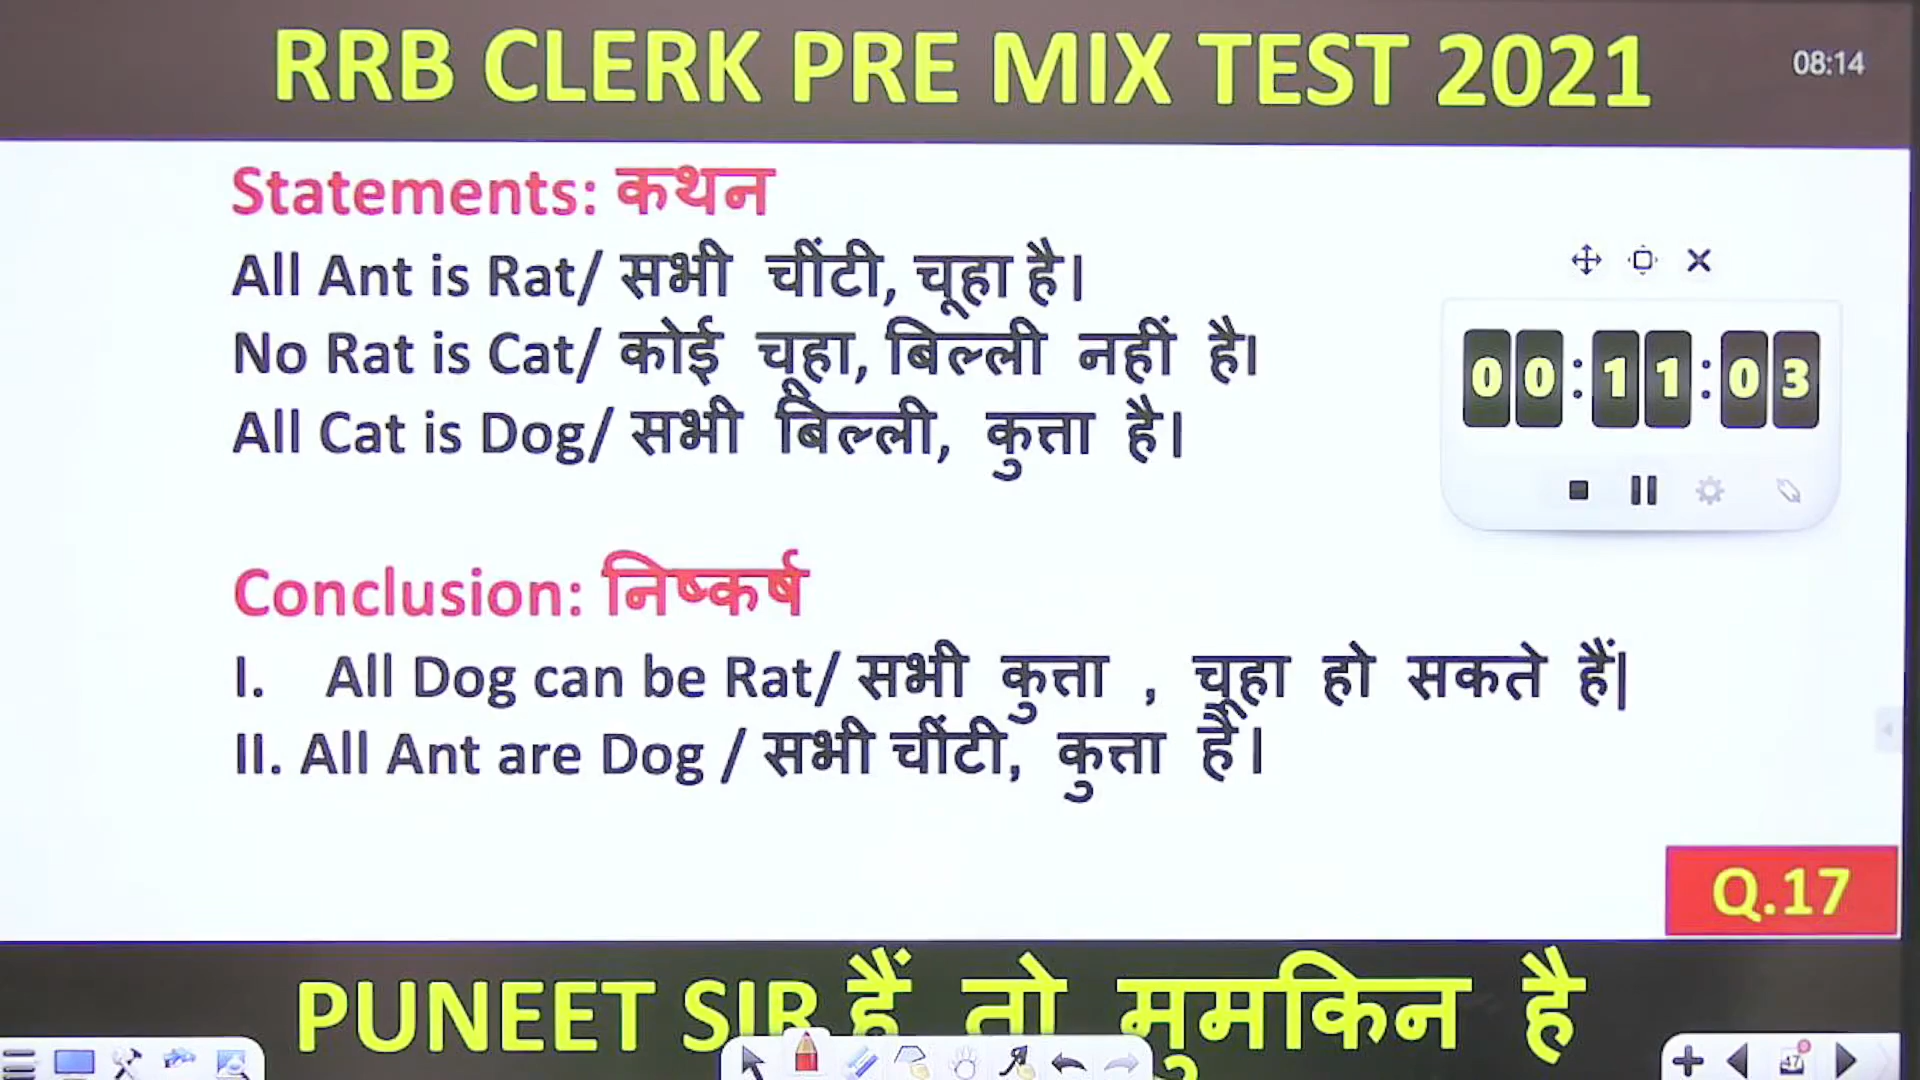 RRB CLERK PRE MIX TEST 2021
08:14
Statements: कथन
All Ant is Rat/ सभी चींटी, चूहा है।
No Rat is Cat/ कोई चूहा, बिल्ली नहीं है।
All Cat is Dog/ सभी बिल्ली, कुत्ता है।
00:11:03
Conclusion: निष्कर्ष
I. All Dog can be Rat/ सभी कुत्ता , चूहा हो सकते हैं|
II. All Ant are Dog / सभी चींटी, कुत्ता हैं।
Q.17
PUNEET SIR हैं तो मुमकिन है
17